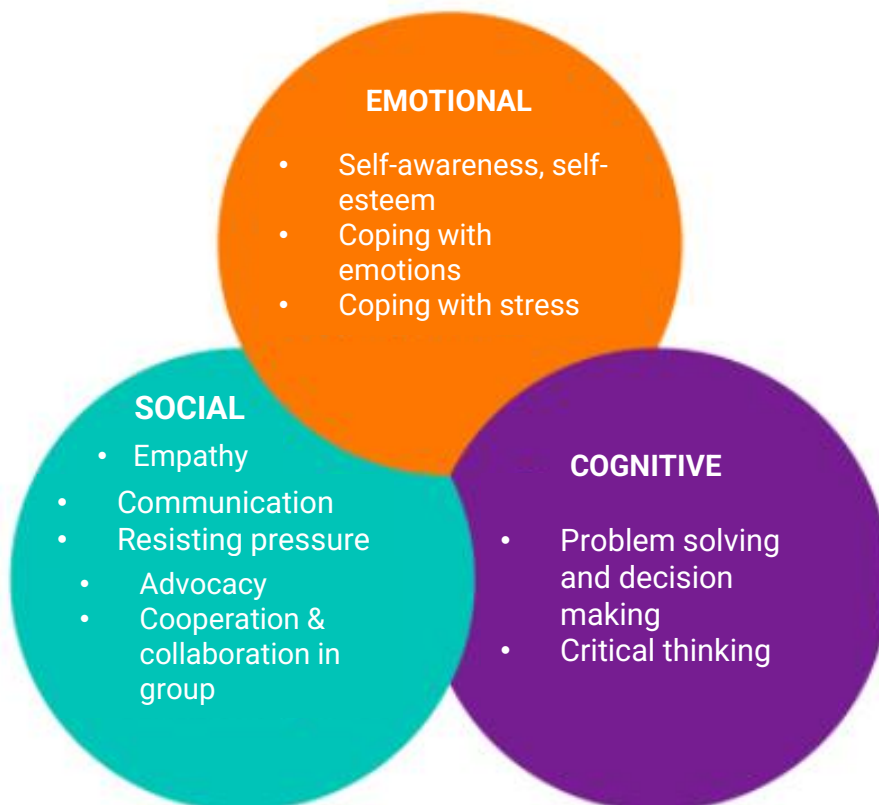 EMOTIONAL
• Self-awareness, self-
esteem
• Coping with
emotions
• Coping with stress
SOCIAL
• Empathy
• Communication
• Resisting pressure
• Advocacy
• Cooperation &
collaboration in
group
COGNITIVE
• Problem solving
and decision
making
• Critical thinking